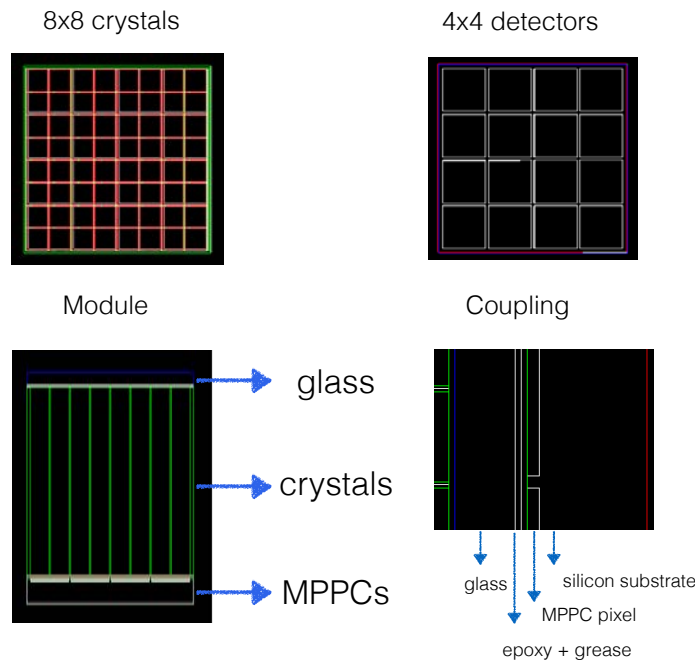 8x8 crystals
4x4 detectors
Module
Coupling
glass
crystals
MPPCs
glass
silicon substrate
MPPC pixel
epoxy + grease